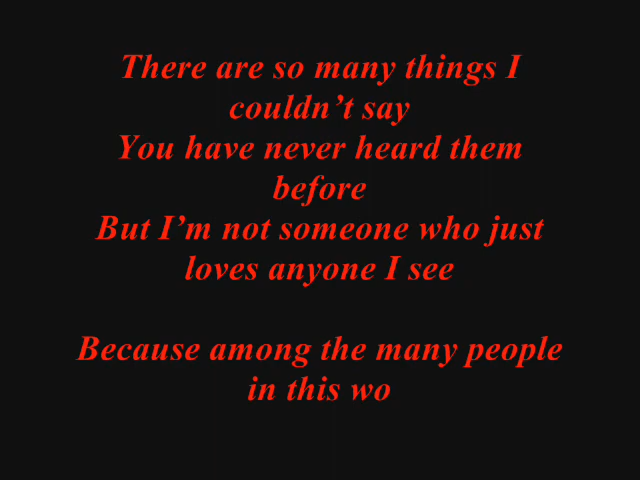 There are so many things I
couldn’t say
You have never heard them
before
But I’m not someone who just
loves anyone I see
Because among the many people
in this wo